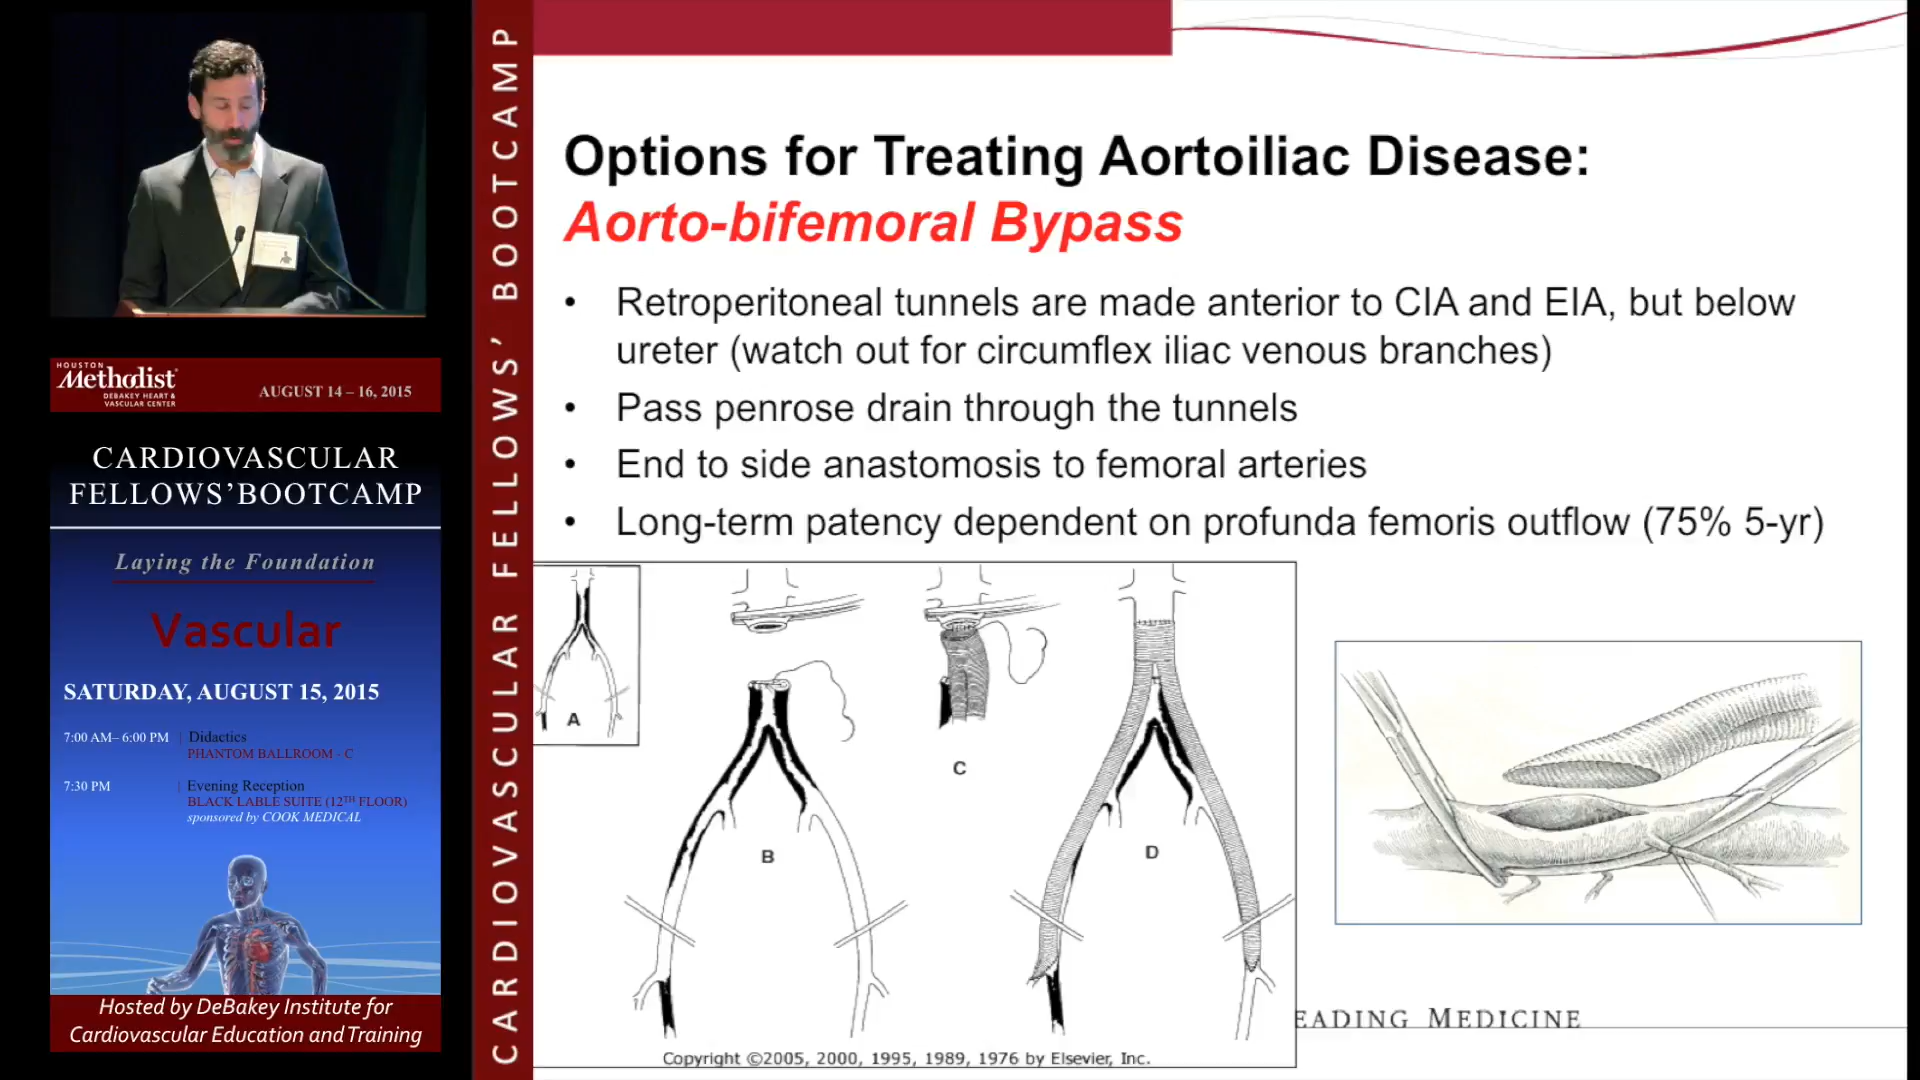 HOUSTON
Methodist
DEBAKEY HEART &
VASCULAR CENTER
AUGUST 14 – 16, 2015
CARDIOVASCULAR
FELLOWS’BOOTCAMP
Laying the Foundation
Vascular
SATURDAY, AUGUST 15, 2015
7:00 AM– 6:00 PM | Didactics
PHANTOM BALLROOM - C
7:30 PM | Evening Reception
BLACK LABLE SUITE (12TH FLOOR)
sponsored by COOK MEDICAL
Hosted by DeBakey Institute for
Cardiovascular Education and Training
CARDIOVASCULAR FELLOWS’ BOOTCAMP
Options for Treating Aortoiliac Disease:
Aorto-bifemoral Bypass
• Retroperitoneal tunnels are made anterior to CIA and EIA, but below
ureter (watch out for circumflex iliac venous branches)
• Pass penrose drain through the tunnels
• End to side anastomosis to femoral arteries
• Long-term patency dependent on profunda femoris outflow (75% 5-yr)
A
B
C
D
Copyright ©2005, 2000, 1995, 1989, 1976 by Elsevier, Inc.
EADING MEDICINE